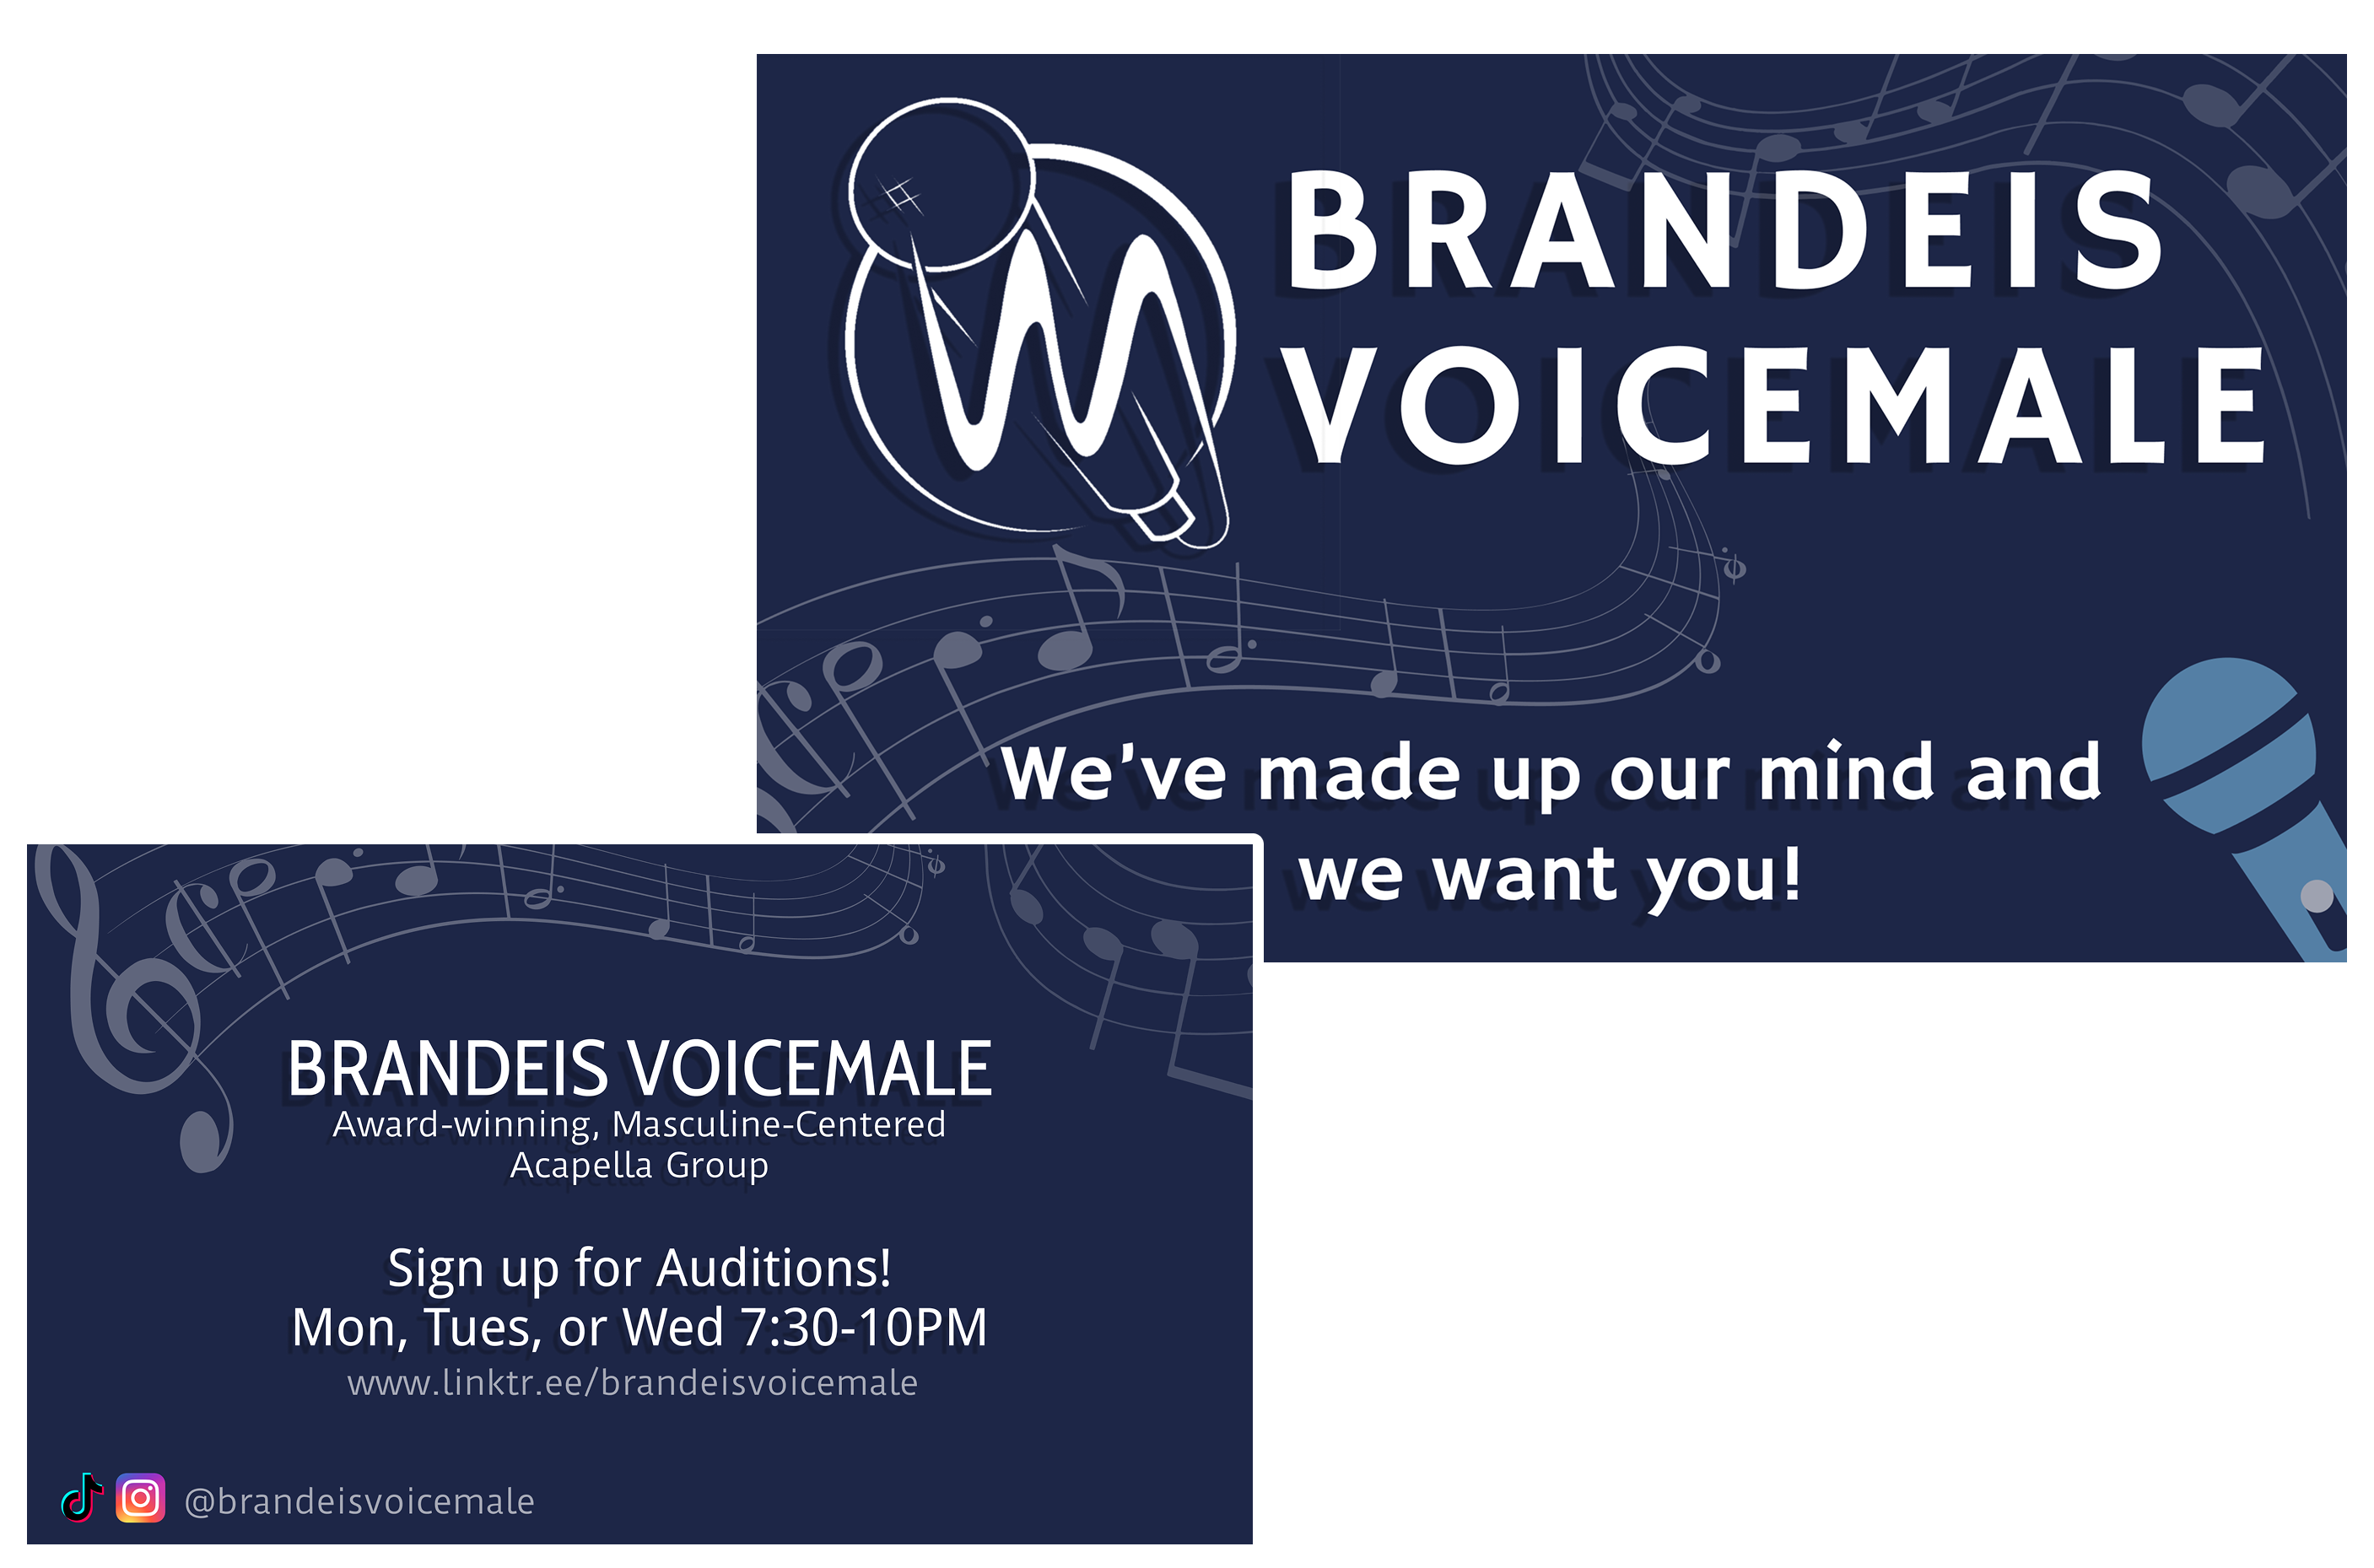 BRANDEIS
VOICEMALE
We've made up our mind and
we want you!
BRANDEIS VOICEMALE
Award-winning, Masculine-Centered
Acapella Group
Sign up for Auditions!
Mon, Tues, or Wed 7:30-10PM
www.linktr.ee/brandeisvoicemale
@brandeisvoicemale